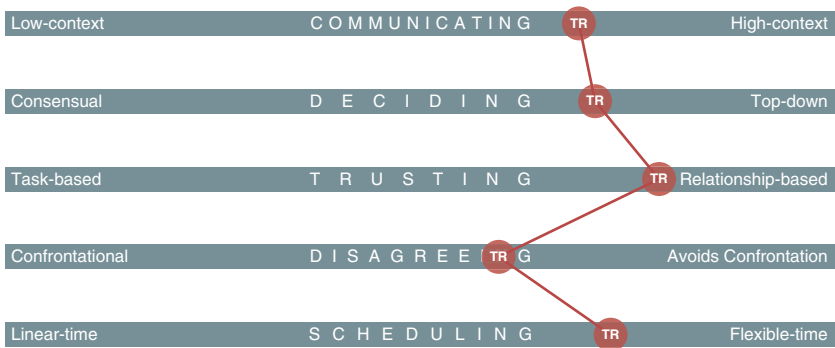 Low-context COMMUNICATING TR High-context
Consensual DECIDING TR Top-down
Task-based TRUSTING TR Relationship-based
Confrontational DISAGREEING TR Avoids Confrontation
Linear-time SCHEDULING TR Flexible-time